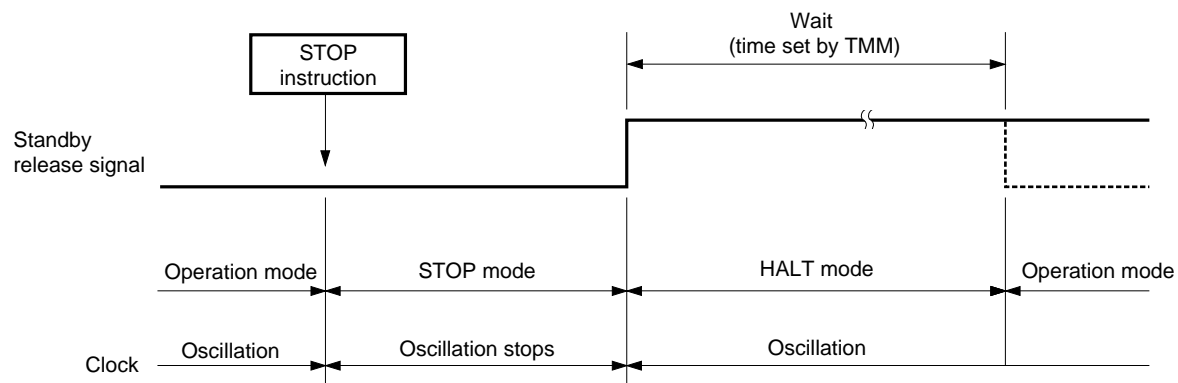 Wait
(time set by TMM)
STOP
instruction
Standby
release signal
Operation mode
STOP mode
HALT mode
Operation mode
Clock
Oscillation
Oscillation stops
Oscillation